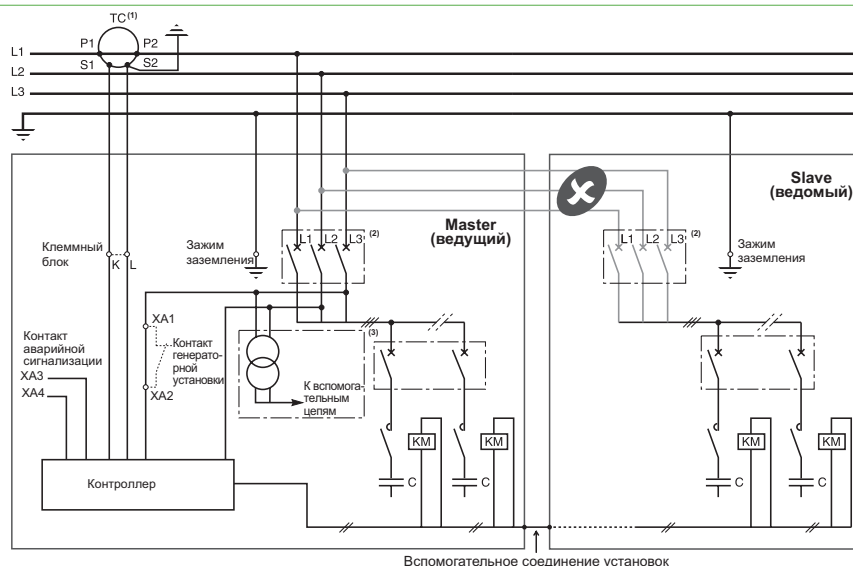 TC(1)
P1 P2
L1
S1 S2
L2
L3
Slave
(ведомый)
Master
(ведущий)
L1 L2 L3 (2)
L1 L2 L3 (2)
Клеммный
блок
K L
Зажим
заземления
Зажим
заземления
XA1
(3)
Контакт
генерато-
рной
установки
Контакт
аварийной
сигнализации
XA3
XA4
XA2
К вспомога-
тельным
цепям
KM KM KM KM
C C C C
Контроллер
Вспомогательное соединение установок